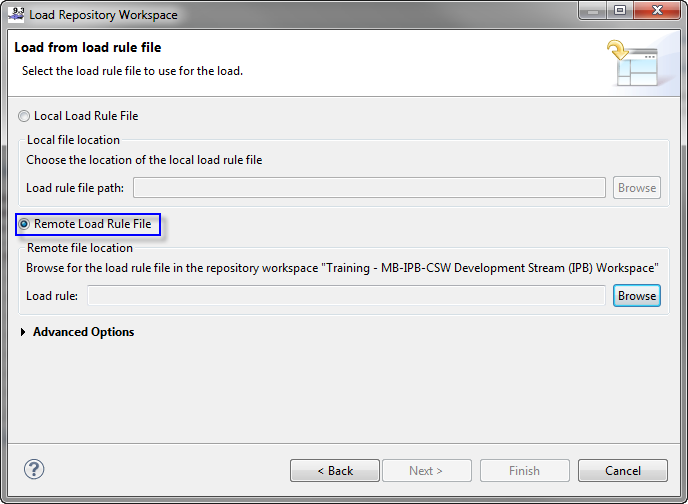 9.3
Load Repository Workspace
Load from load rule file
Select the load rule file to use for the load.
Local Load Rule File
Local file location
Choose the location of the local load rule file
Load rule file path:
Browse
Remote Load Rule File
Remote file location
Browse for the load rule file in the repository workspace "Training - MB-IPB-CSW Development Stream (IPB) Workspace"
Load rule:
Browse
Advanced Options
?
< Back
Next >
Finish
Cancel